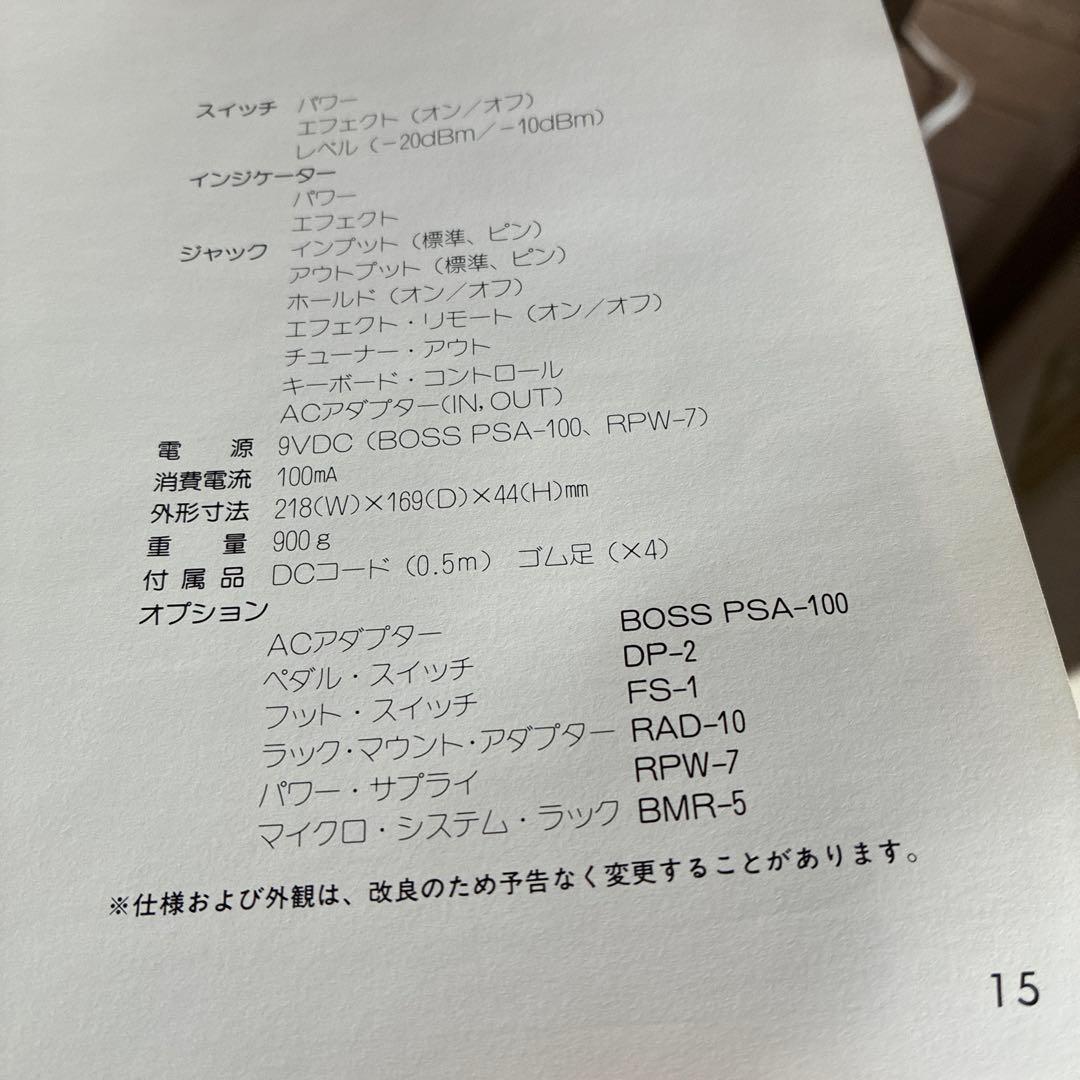 スイッチ パワー
エフェクト（オン／オフ）
レベル（－20dBm／－10dBm）
インジケーター
パワー
エフェクト
ジャック インプット（標準、ピン）
アウトプット（標準、ピン）
ホールド（オン／オフ）
エフェクト・リモート（オン／オフ）
チューナー・アウト
キーボード・コントロール
ACアダプター(IN, OUT)
電 源 9VDC（BOSS PSA-100、RPW-7）
消費電流 100mA
外形寸法 218(W)×169(D)×44(H)mm
重 量 900g
付属品 DCコード（0.5m） ゴム足（×4）
オプション
ACアダプター BOSS PSA-100
ペダル・スイッチ DP-2
フット・スイッチ FS-1
ラック・マウント・アダプター RAD-10
パワー・サプライ RPW-7
マイクロ・システム・ラック BMR-5
※仕様および外観は、改良のため予告なく変更することがあります。
15